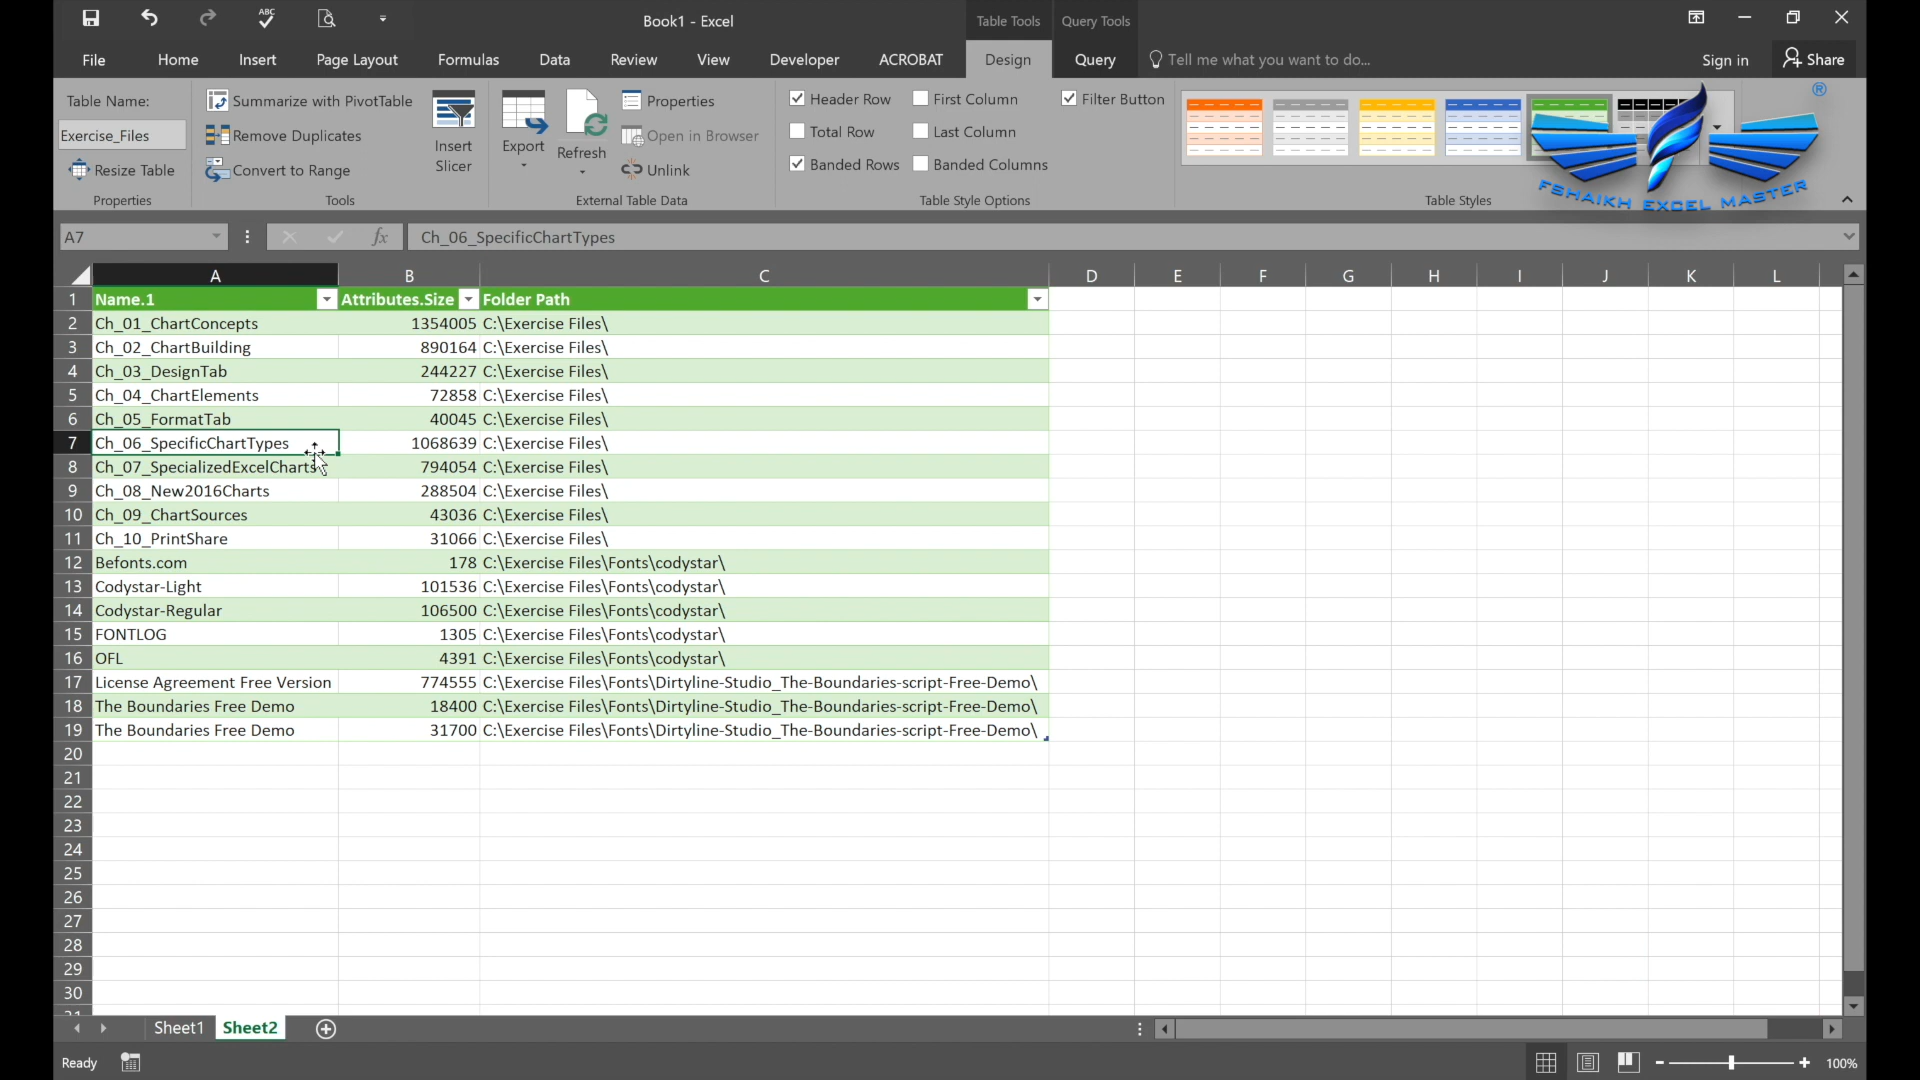 ABC
Book1 - Excel
Table Tools
Query Tools
File
Home
Insert
Page Layout
Formulas
Data
Review
View
Developer
ACROBAT
Design
Query
Tell me what you want to do...
Sign in
Share
Table Name:
Exercise_Files
Resize Table
Properties
Summarize with PivotTable
Remove Duplicates
Convert to Range
Tools
Insert
Slicer
Export
Refresh
Properties
Open in Browser
Unlink
External Table Data
Header Row
First Column
Filter Button
Total Row
Last Column
Banded Rows
Banded Columns
Table Style Options
Table Styles
®
FSHAIKH EXCEL MASTER
A7
fx
Ch_06_SpecificChartTypes
A B C D E F G H I J K L
1 Name.1 Attributes.Size Folder Path
2 Ch_01_ChartConcepts 1354005 C:\Exercise Files\
3 Ch_02_ChartBuilding 890164 C:\Exercise Files\
4 Ch_03_DesignTab 244227 C:\Exercise Files\
5 Ch_04_ChartElements 72858 C:\Exercise Files\
6 Ch_05_FormatTab 40045 C:\Exercise Files\
7 Ch_06_SpecificChartTypes 1068639 C:\Exercise Files\
8 Ch_07_SpecializedExcelCharts 794054 C:\Exercise Files\
9 Ch_08_New2016Charts 288504 C:\Exercise Files\
10 Ch_09_ChartSources 43036 C:\Exercise Files\
11 Ch_10_PrintShare 31066 C:\Exercise Files\
12 Befonts.com 178 C:\Exercise Files\Fonts\codystar\
13 Codystar-Light 101536 C:\Exercise Files\Fonts\codystar\
14 Codystar-Regular 106500 C:\Exercise Files\Fonts\codystar\
15 FONTLOG 1305 C:\Exercise Files\Fonts\codystar\
16 OFL 4391 C:\Exercise Files\Fonts\codystar\
17 License Agreement Free Version 774555 C:\Exercise Files\Fonts\Dirtyline-Studio_The-Boundaries-script-Free-Demo\
18 The Boundaries Free Demo 18400 C:\Exercise Files\Fonts\Dirtyline-Studio_The-Boundaries-script-Free-Demo\
19 The Boundaries Free Demo 31700 C:\Exercise Files\Fonts\Dirtyline-Studio_The-Boundaries-script-Free-Demo\
20
21
22
23
24
25
26
27
28
29
30
Sheet1
Sheet2
Ready
100%